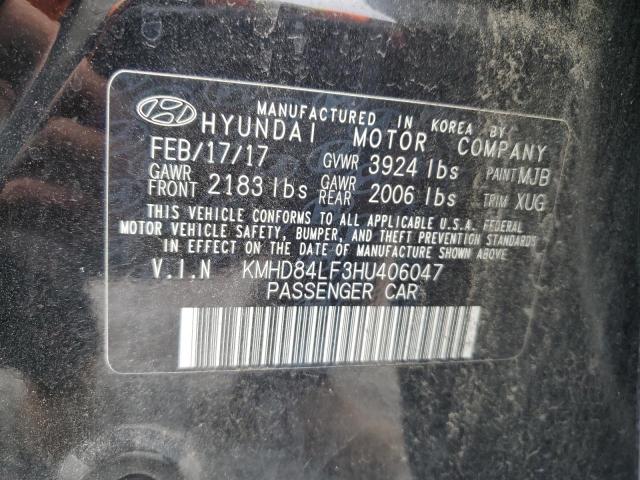 MANUFACTURED IN KOREA BY
HYUNDAI MOTOR COMPANY
FEB/17/17 GVWR 3924 lbs PAINT MJB
GAWR FRONT 2183 lbs GAWR REAR 2006 lbs TRIM XUG
THIS VEHICLE CONFORMS TO ALL APPLICABLE U.S.A. FEDERAL
MOTOR VEHICLE SAFETY, BUMPER, AND THEFT PREVENTION STANDARDS
IN EFFECT ON THE DATE OF MANUFACTURE SHOWN ABOVE.
V.I.N KMHD84LF3HU406047
PASSENGER CAR